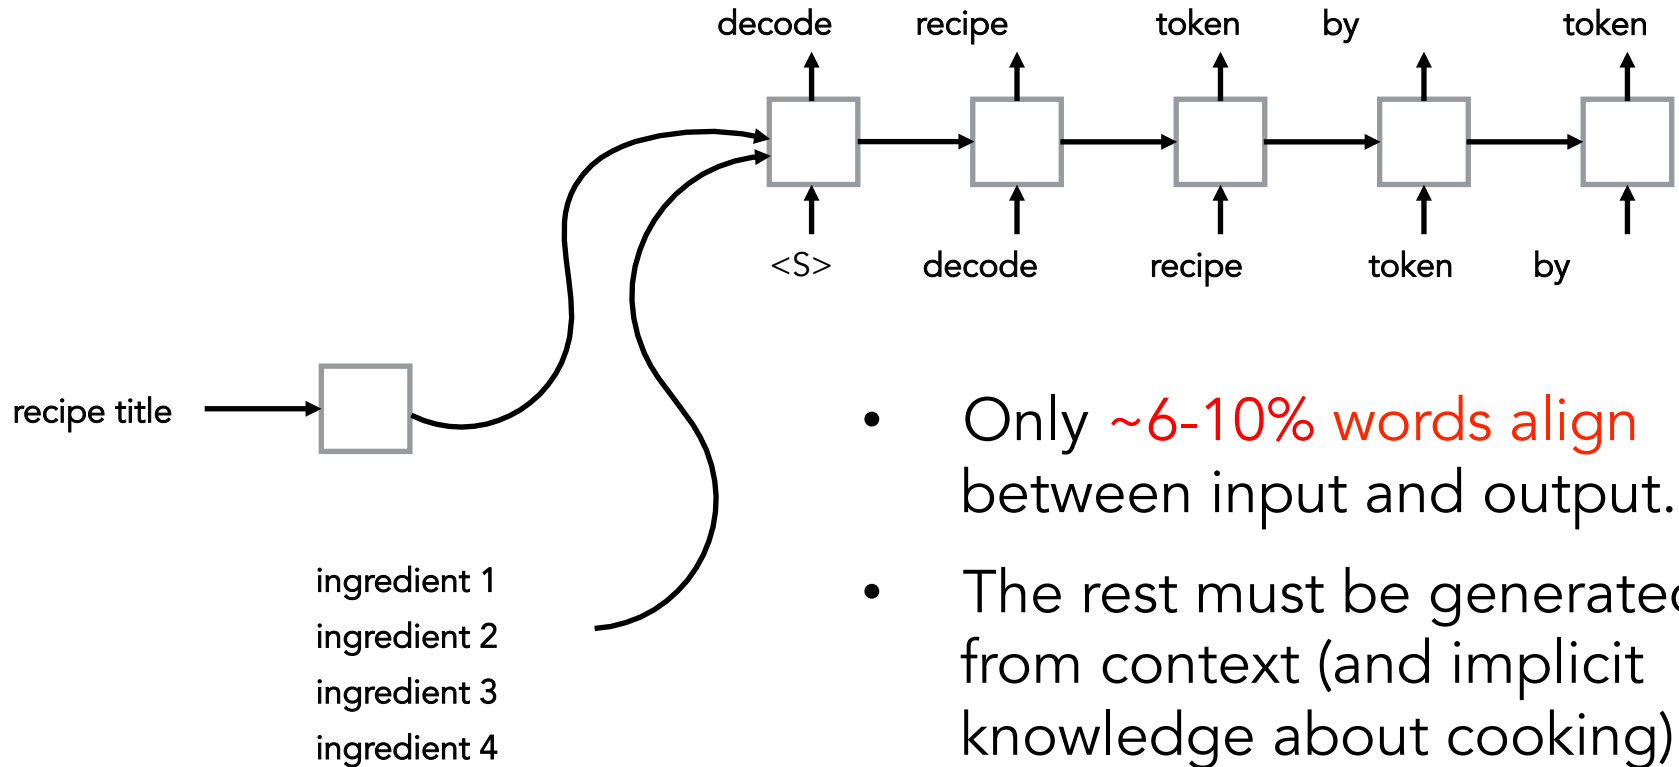 decode recipe token by token
<S> decode recipe token by
recipe title
• Only ~6-10% words align
between input and output.
• The rest must be generated
from context (and implicit
knowledge about cooking)
ingredient 1
ingredient 2
ingredient 3
ingredient 4